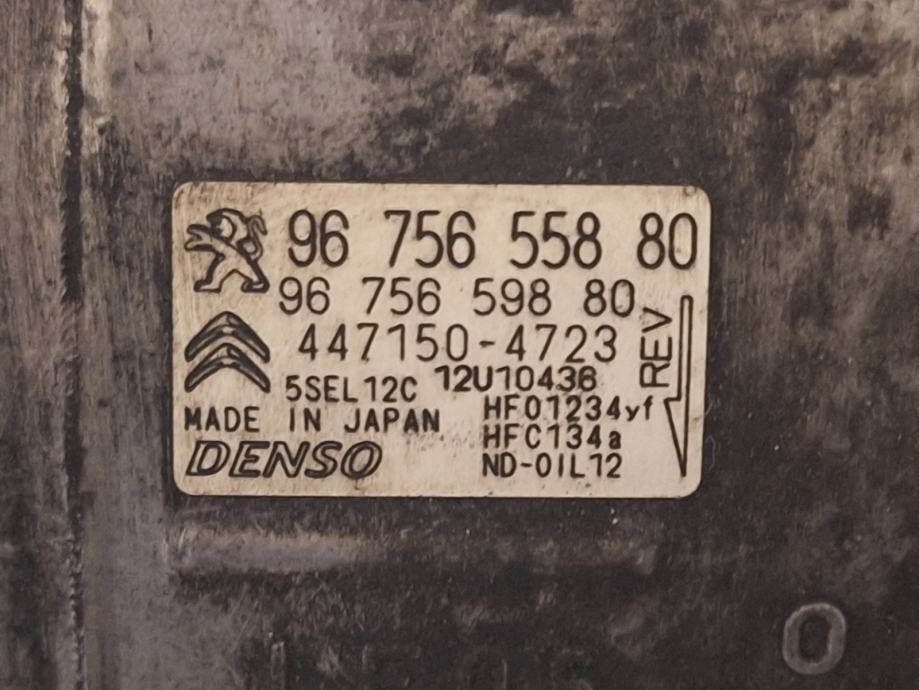 96 756 558 80
96 756 598 80
447150-4723
REV
5SEL12C 12U10436
HFO1234yf
MADE IN JAPAN
HFC134a
DENSO
ND-OIL12
O